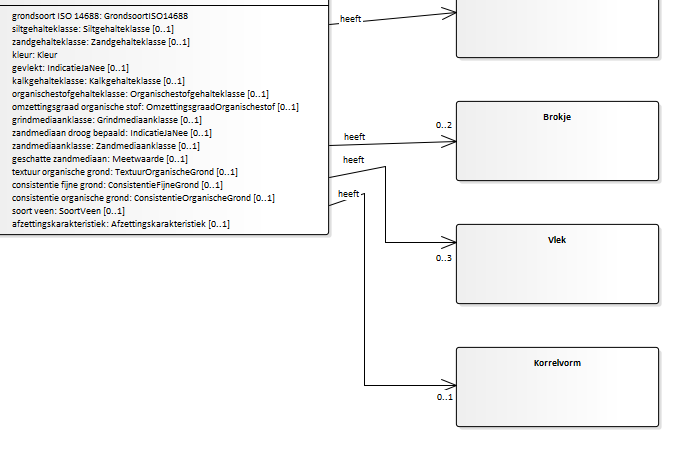 grondsoort ISO 14688: GrondsoortISO14688
siltgehalteklasse: Siltgehalteklasse [0..1]
zandgehalteklasse: Zandgehalteklasse [0..1]
kleur: Kleur
gevlekt: IndicatieJaNee [0..1]
kalkgehalteklasse: Kalkgehalteklasse [0..1]
organischestofgehalteklasse: Organischestofgehalteklasse [0..1]
omzettingsgraad organische stof: OmzettingsgraadOrganischestof [0..1]
grindmediaanklasse: Grindmediaanklasse [0..1]
zandmediaan droog bepaald: IndicatieJaNee [0..1]
zandmediaanklasse: Zandmediaanklasse [0..1]
geschatte zandmediaan: Meetwaarde [0..1]
textuur organische grond: TextuurOrganischeGrond [0..1]
consistentie fijne grond: ConsistentieFijneGrond [0..1]
consistentie organische grond: ConsistentieOrganischeGrond [0..1]
soort veen: SoortVeen [0..1]
afzettingskarakteristiek: Afzettingskarakteristiek [0..1]
heeft
heeft
0..2
Brokje
heeft
0..3
Vlek
heeft
0..1
Korrelvorm